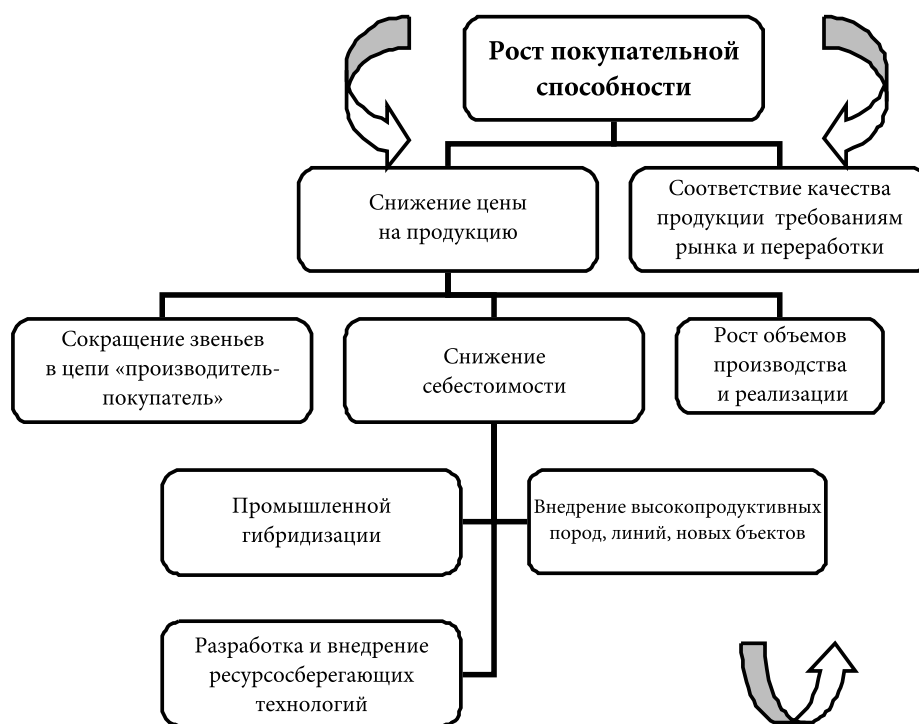 Рост покупательной
способности
Снижение цены
на продукцию
Соответствие качества
продукции требованиям
рынка и переработки
Сокращение звеньев
в цепи «производитель-
покупатель»
Снижение
себестоимости
Рост объемов
производства
и реализации
Промышленной
гибридизации
Внедрение высокопродуктивных
пород, линий, новых бъектов
Разработка и внедрение
ресурсосберегающих
технологий